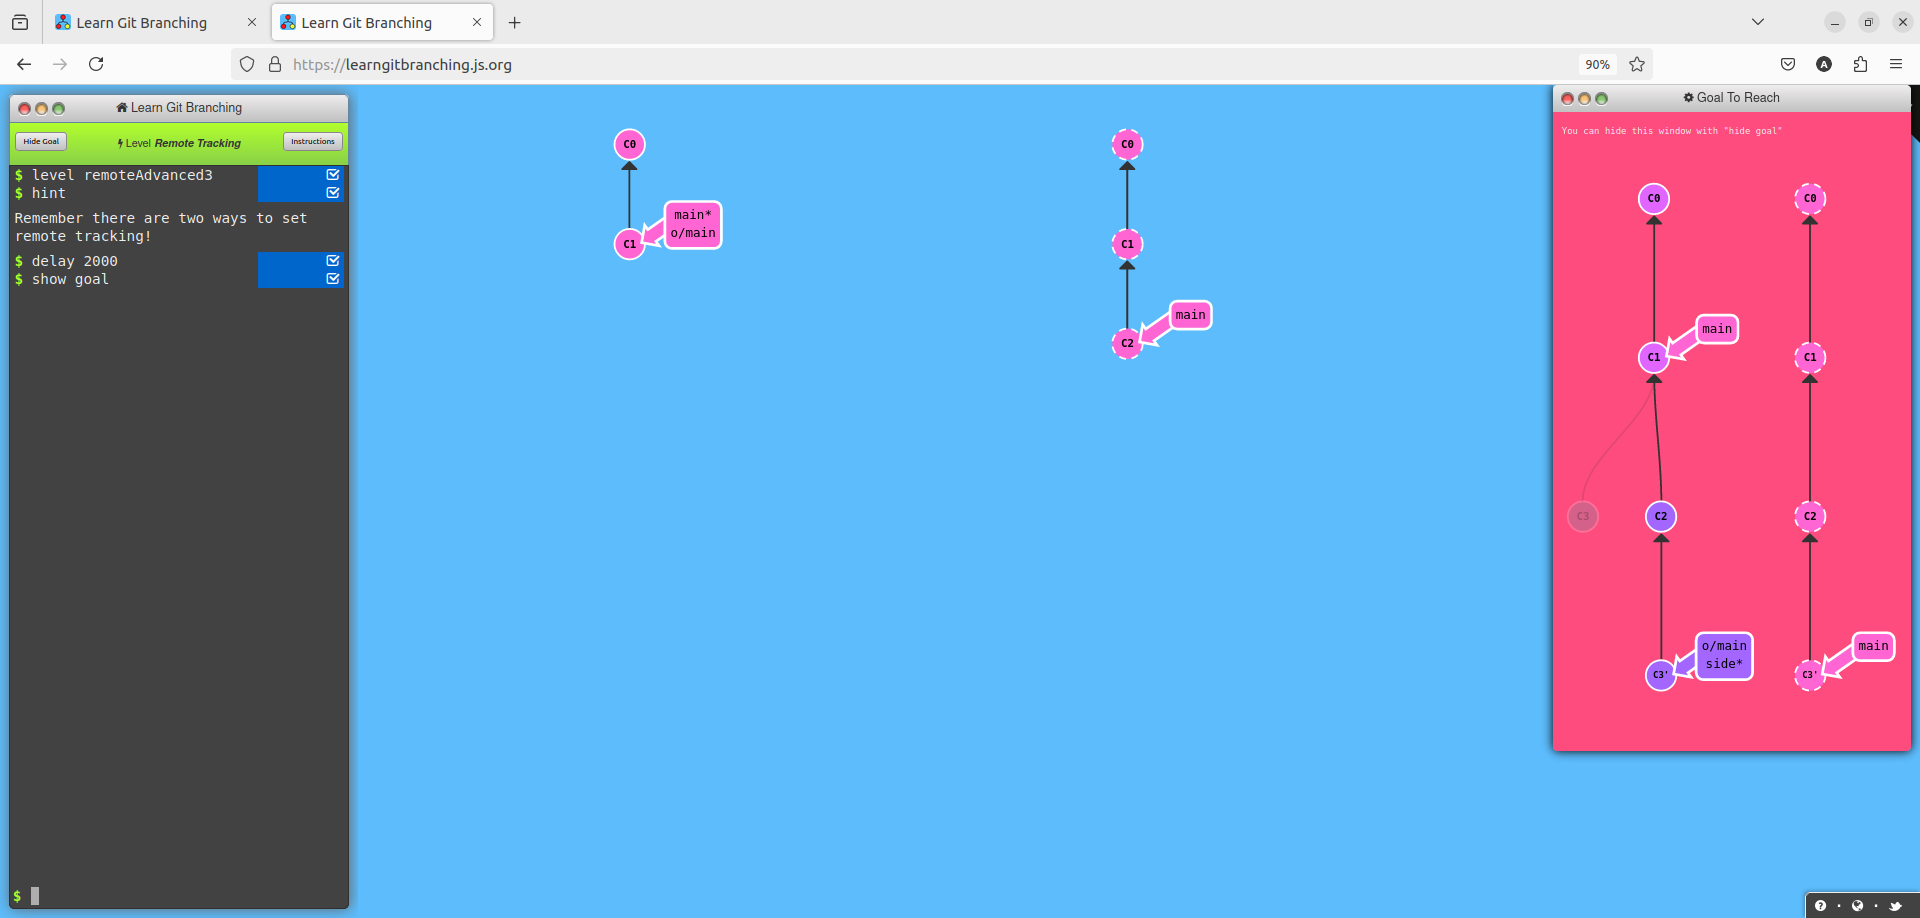 Learn Git Branching
Learn Git Branching
https://learngitbranching.js.org
90%
A
Learn Git Branching
Hide Goal
Level Remote Tracking
Instructions
$ level remoteAdvanced3
$ hint
Remember there are two ways to set
remote tracking!
$ delay 2000
$ show goal
$
C0
main*
o/main
C1
C0
C1
main
C2
Goal To Reach
You can hide this window with "hide goal"
C0
C0
main
C1
C1
C3
C2
C2
o/main
side*
main
C3'
C3'